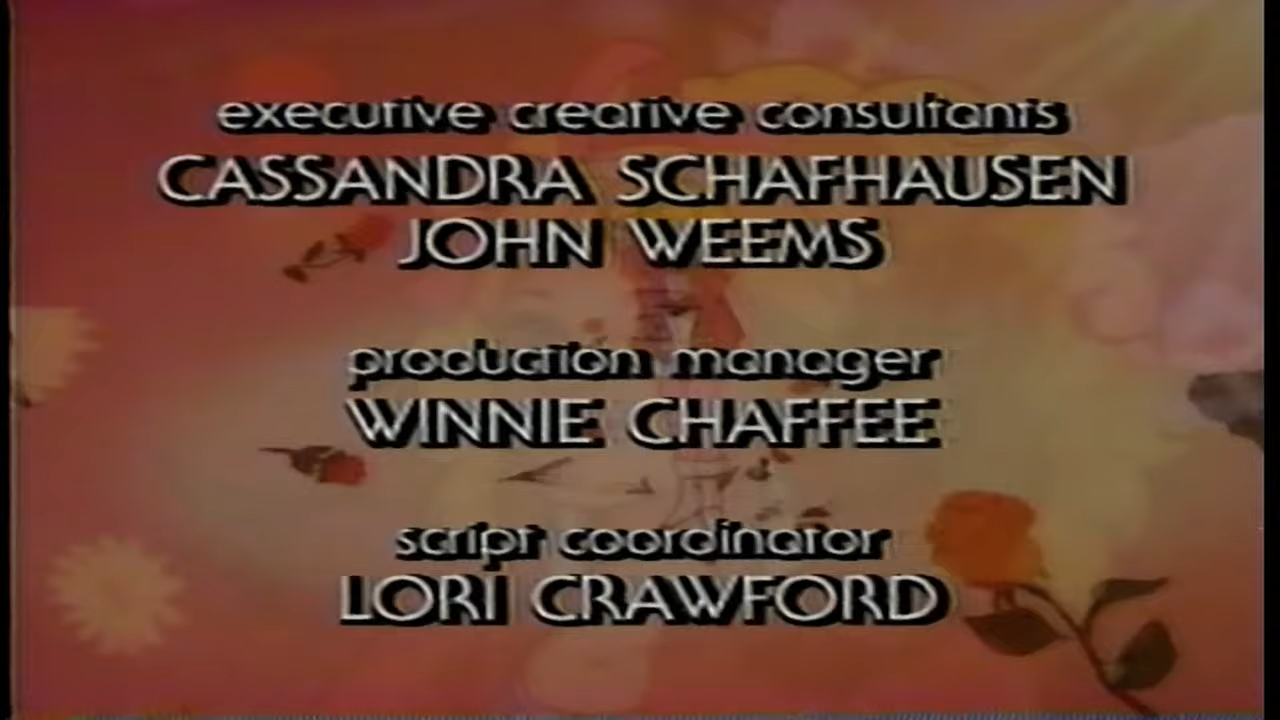 executive creative consultants
CASSANDRA SCHAFHAUSEN
JOHN WEEMS
production manager
WINNIE CHAFFEE
script coordinator
LORI CRAWFORD